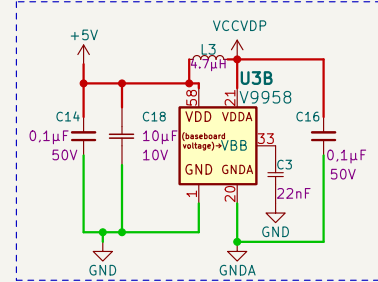 +5V
VCCVDP
L3
4.7µH
U3B
V9958
58
21
C14
0,1µF
50V
C18
10µF
10V
VDD
VDDA
(baseboard
voltage)→VBB
33
C16
0,1µF
50V
GND
GNDA
C3
22nF
1
20
GND
GND
GNDA